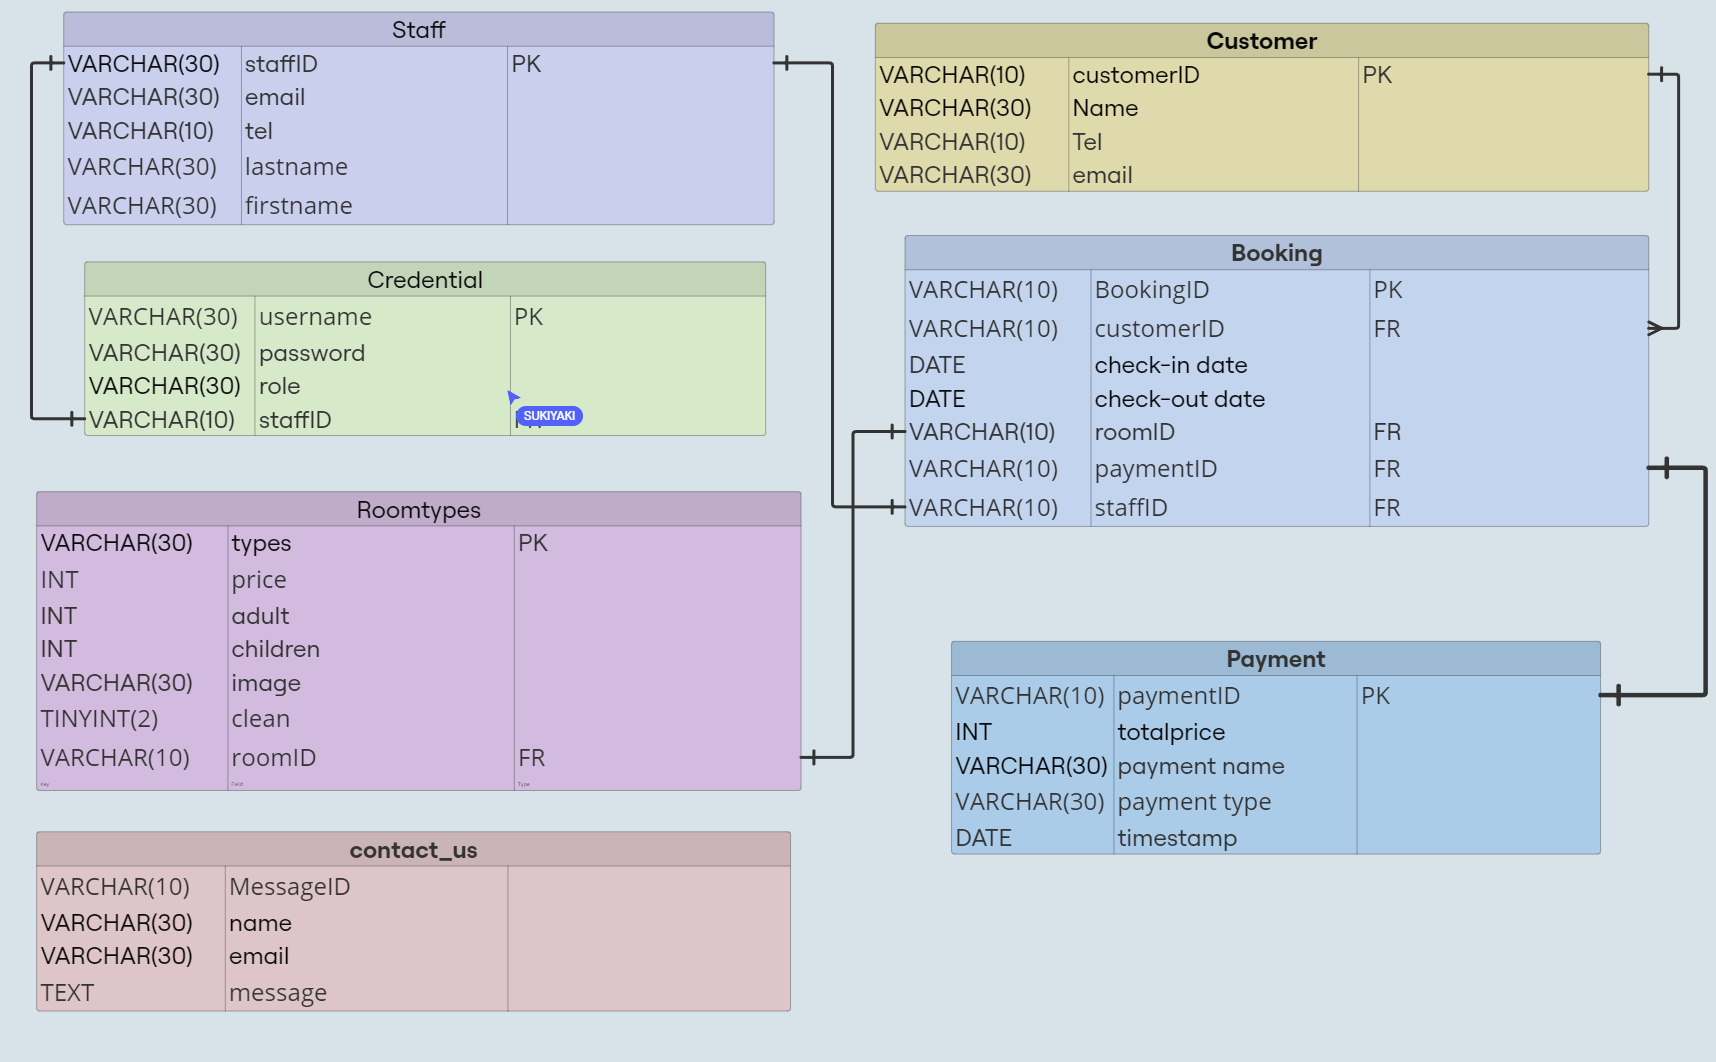 Staff
VARCHAR(30) staffID PK
VARCHAR(30) email
VARCHAR(10) tel
VARCHAR(30) lastname
VARCHAR(30) firstname
Credential
VARCHAR(30) username PK
VARCHAR(30) password
VARCHAR(30) role
VARCHAR(10) staffID
SUKIYAKI
Roomtypes
VARCHAR(30) types PK
INT price
INT adult
INT children
VARCHAR(30) image
TINYINT(2) clean
VARCHAR(10) roomID FR
Key Field Type
contact_us
VARCHAR(10) MessageID
VARCHAR(30) name
VARCHAR(30) email
TEXT message
Customer
VARCHAR(10) customerID PK
VARCHAR(30) Name
VARCHAR(10) Tel
VARCHAR(30) email
Booking
VARCHAR(10) BookingID PK
VARCHAR(10) customerID FR
DATE check-in date
DATE check-out date
VARCHAR(10) roomID FR
VARCHAR(10) paymentID FR
VARCHAR(10) staffID FR
Payment
VARCHAR(10) paymentID PK
INT totalprice
VARCHAR(30) payment name
VARCHAR(30) payment type
DATE timestamp